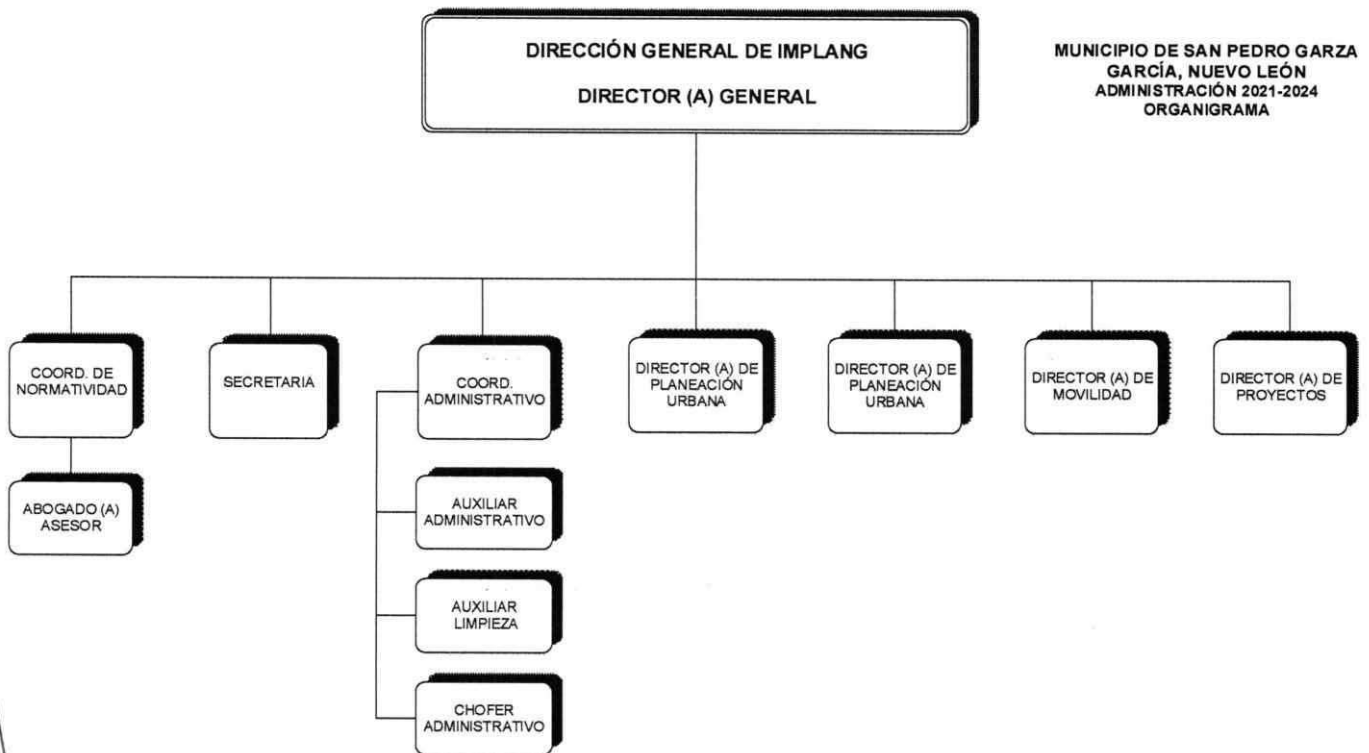 DIRECCIÓN GENERAL DE IMPLANG
DIRECTOR (A) GENERAL
MUNICIPIO DE SAN PEDRO GARZA
GARCÍA, NUEVO LEÓN
ADMINISTRACIÓN 2021-2024
ORGANIGRAMA
COORD. DE
NORMATIVIDAD
SECRETARIA
COORD.
ADMINISTRATIVO
DIRECTOR (A) DE
PLANEACIÓN
URBANA
DIRECTOR (A) DE
PLANEACIÓN
URBANA
DIRECTOR (A) DE
MOVILIDAD
DIRECTOR (A) DE
PROYECTOS
ABOGADO (A)
ASESOR
AUXILIAR
ADMINISTRATIVO
AUXILIAR
LIMPIEZA
CHOFER
ADMINISTRATIVO